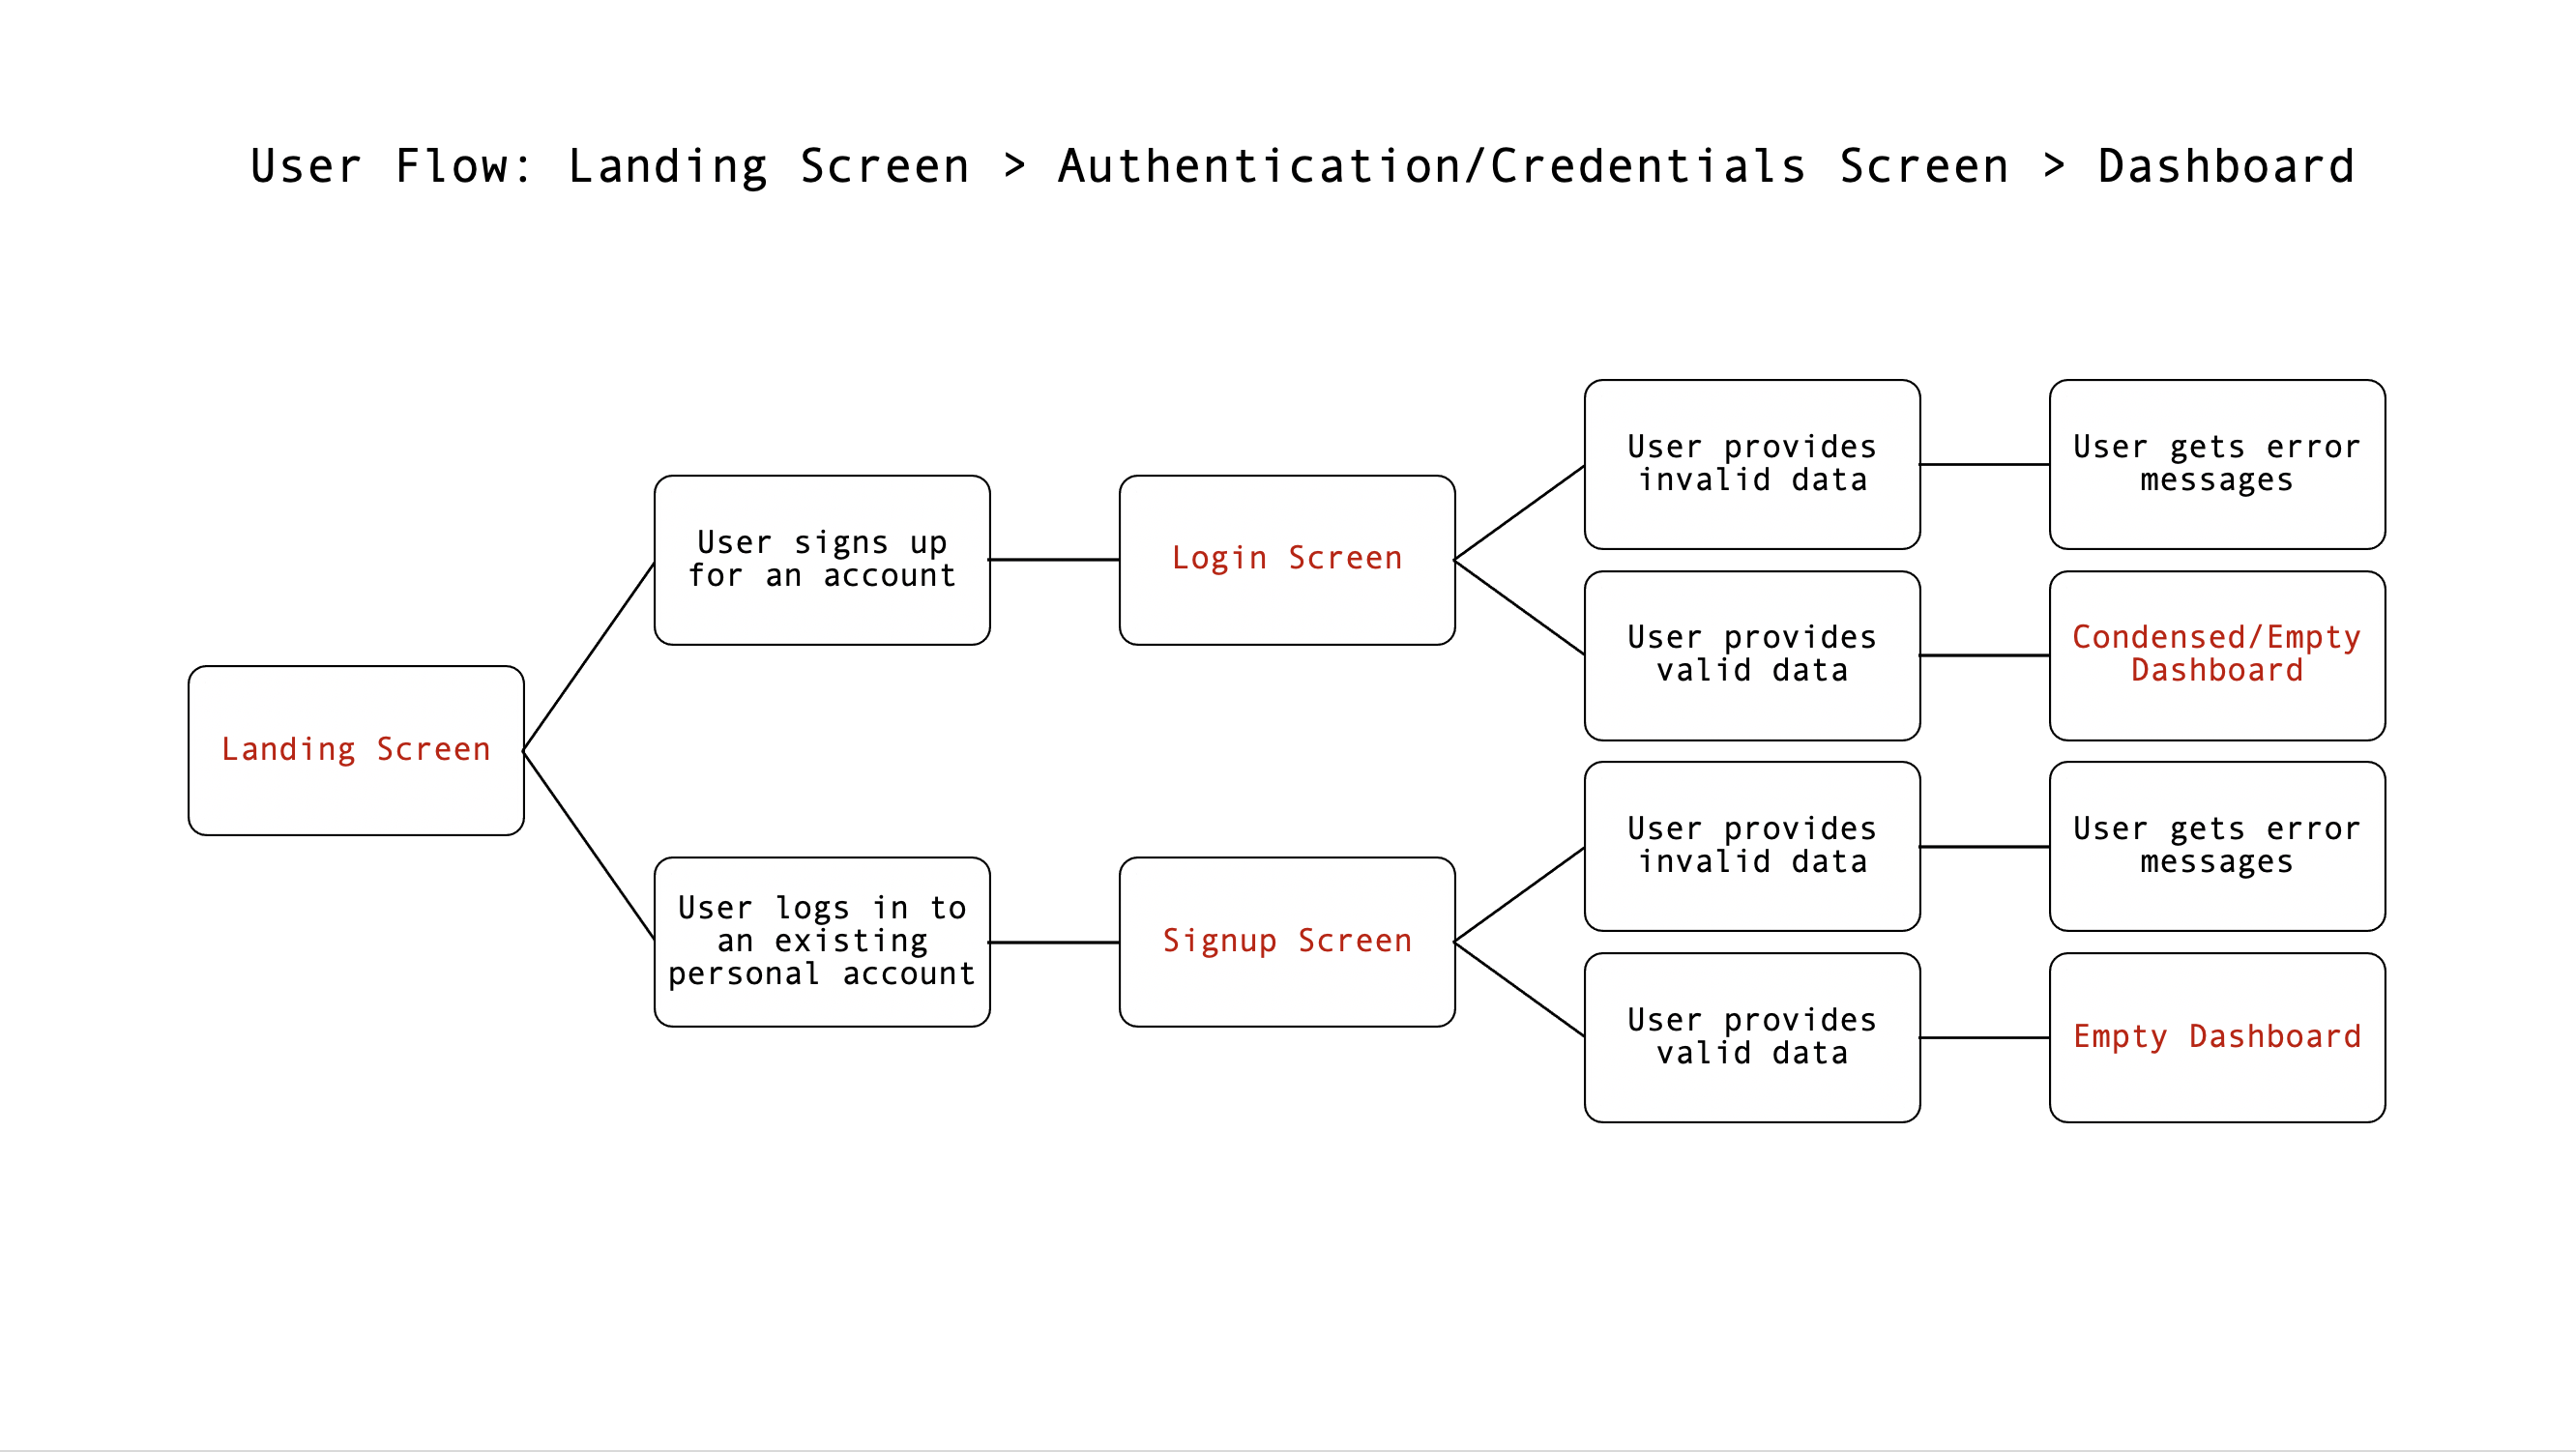 User Flow: Landing Screen > Authentication/Credentials Screen > Dashboard
Landing Screen
User signs up
for an account
User logs in to
an existing
personal account
Login Screen
Signup Screen
User provides
invalid data
User provides
valid data
User provides
invalid data
User provides
valid data
User gets error
messages
Condensed/Empty
Dashboard
User gets error
messages
Empty Dashboard